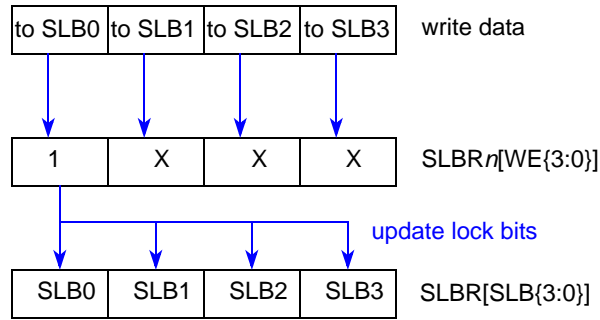 to SLB0 to SLB1 to SLB2 to SLB3 write data
1 X X X SLBRn[WE{3:0}]
update lock bits
SLB0 SLB1 SLB2 SLB3 SLBR[SLB{3:0}]